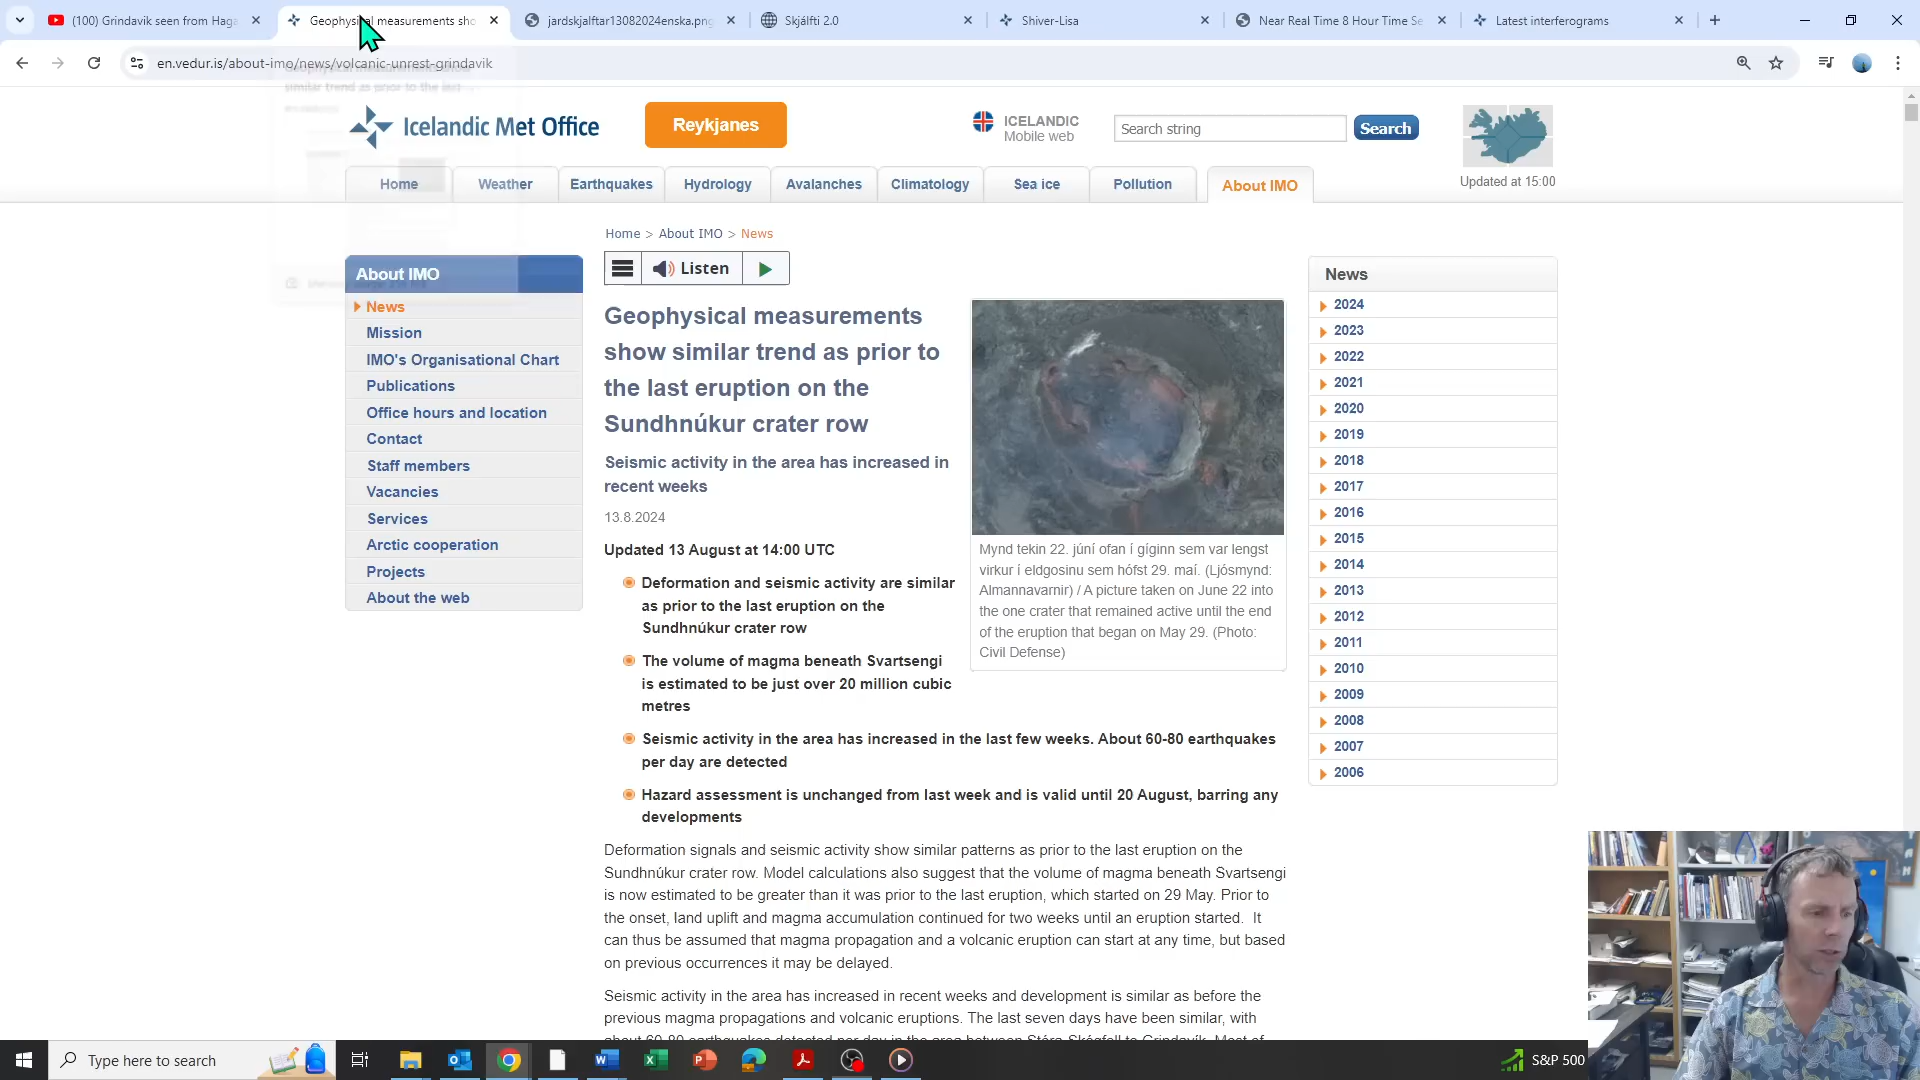 (100) Grindavik seen from Haga
Geophysical measurements sho
jardskjalftar13082024enska.png
Skjálfti 2.0
Shiver-Lisa
Near Real Time 8 Hour Time Se
Latest interferograms
en.vedur.is/about-imo/news/volcanic-unrest-grindavik
Icelandic Met Office
Reykjanes
ICELANDIC
Mobile web
Search string
Search
Updated at 15:00
Home
Weather
Earthquakes
Hydrology
Avalanches
Climatology
Sea ice
Pollution
About IMO
Home > About IMO > News
Listen
About IMO
News
Mission
IMO's Organisational Chart
Publications
Office hours and location
Contact
Staff members
Vacancies
Services
Arctic cooperation
Projects
About the web
Geophysical measurements
show similar trend as prior to
the last eruption on the
Sundhnúkur crater row
Seismic activity in the area has increased in
recent weeks
13.8.2024
Updated 13 August at 14:00 UTC
Deformation and seismic activity are similar
as prior to the last eruption on the
Sundhnúkur crater row
The volume of magma beneath Svartsengi
is estimated to be just over 20 million cubic
metres
Seismic activity in the area has increased in the last few weeks. About 60-80 earthquakes
per day are detected
Hazard assessment is unchanged from last week and is valid until 20 August, barring any
developments
Deformation signals and seismic activity show similar patterns as prior to the last eruption on the
Sundhnúkur crater row. Model calculations also suggest that the volume of magma beneath Svartsengi
is now estimated to be greater than it was prior to the last eruption, which started on 29 May. Prior to
the onset, land uplift and magma accumulation continued for two weeks until an eruption started. It
can thus be assumed that magma propagation and a volcanic eruption can start at any time, but based
on previous occurrences it may be delayed.
Seismic activity in the area has increased in recent weeks and development is similar as before the
previous magma propagations and volcanic eruptions. The last seven days have been similar, with
about 60-80 earthquakes detected per day in the area between Stóra-Skógfell to Grindavík. Most of
Mynd tekin 22. júní ofan í gíginn sem var lengst
virkur í eldgosinu sem hófst 29. maí. (Ljósmynd:
Almannavarnir) / A picture taken on June 22 into
the one crater that remained active until the end
of the eruption that began on May 29. (Photo:
Civil Defense)
News
2024
2023
2022
2021
2020
2019
2018
2017
2016
2015
2014
2013
2012
2011
2010
2009
2008
2007
2006
Type here to search
S&P 500